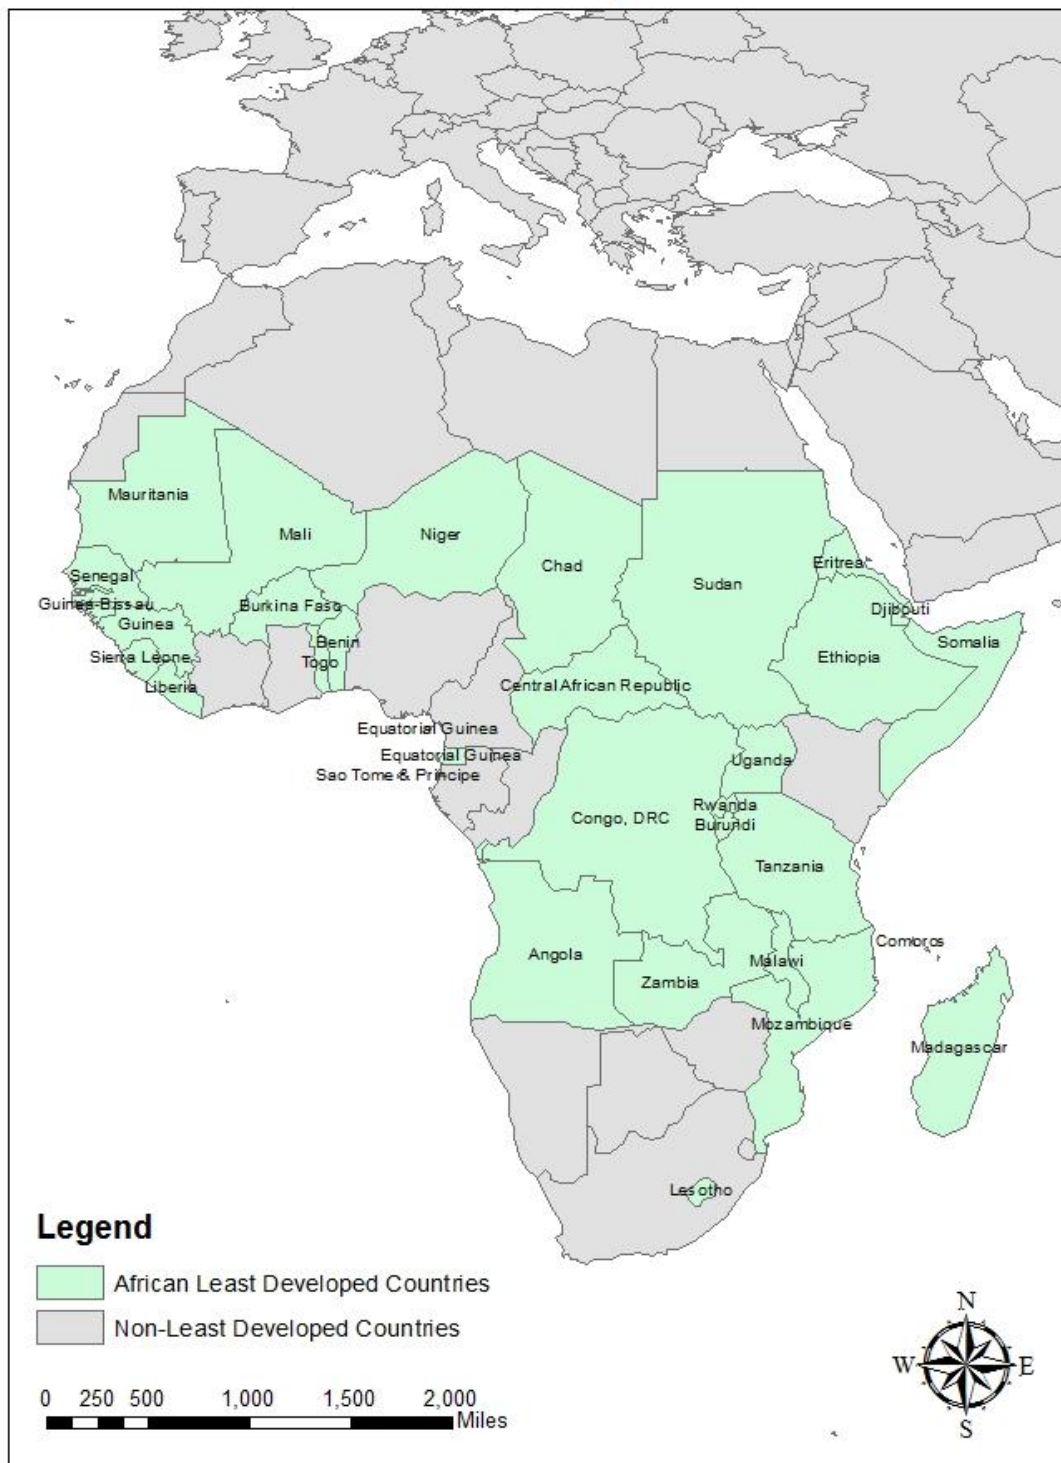 Mauritania
Mali
Niger
Chad
Sudan
Eritrea
Senegal
Guinea-Bissau
Burkina Faso
Djibouti
Guinea
Benin
Somalia
Sierra Leone
Togo
Ethiopia
Liberia
Central African Republic
Equatorial Guinea
Equatorial Guinea
Uganda
Sao Tome & Principe
Rwanda
Congo, DRC
Burundi
Tanzania
Comoros
Angola
Malawi
Zambia
Mozambique
Madagascar
Lesotho
Legend
African Least Developed Countries
Non-Least Developed Countries
0 250 500 1,000 1,500 2,000
Miles
N
W E
S